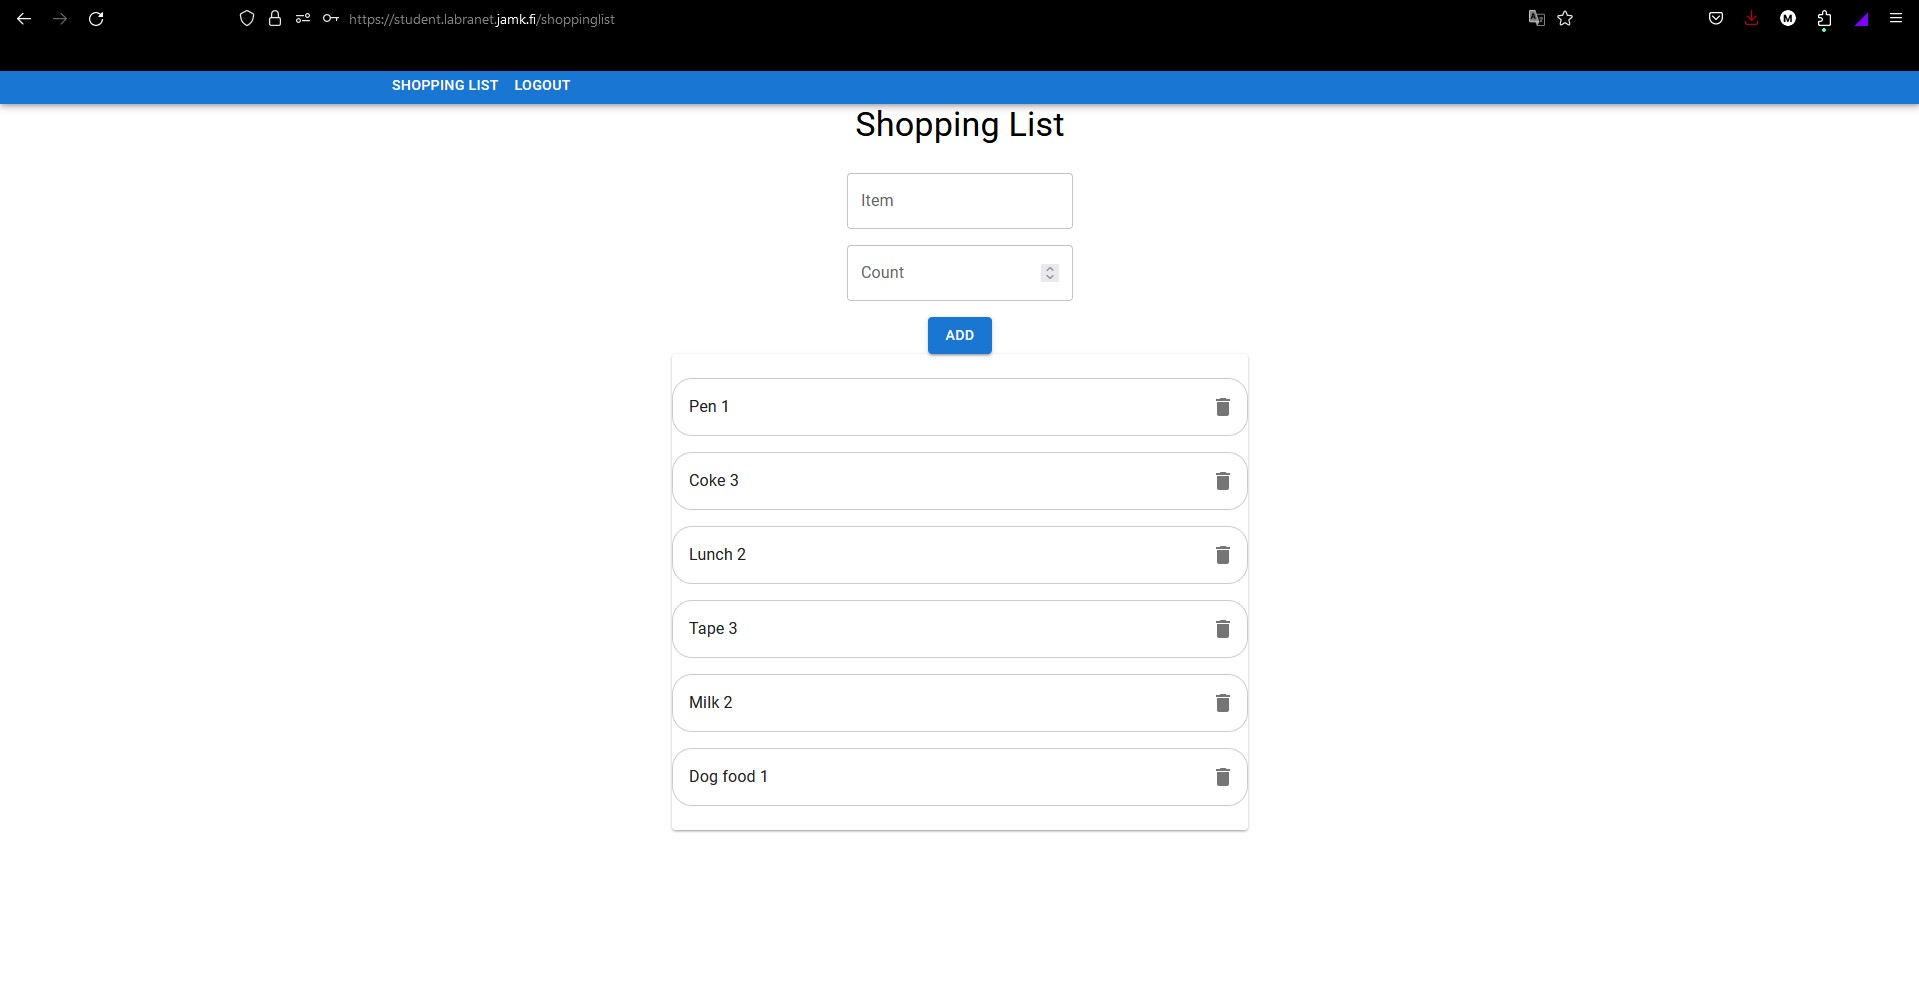 https://student.labranet.jamk.fi/shoppinglist
SHOPPING LIST LOGOUT
Shopping List
Item
Count
ADD
Pen 1
Coke 3
Lunch 2
Tape 3
Milk 2
Dog food 1